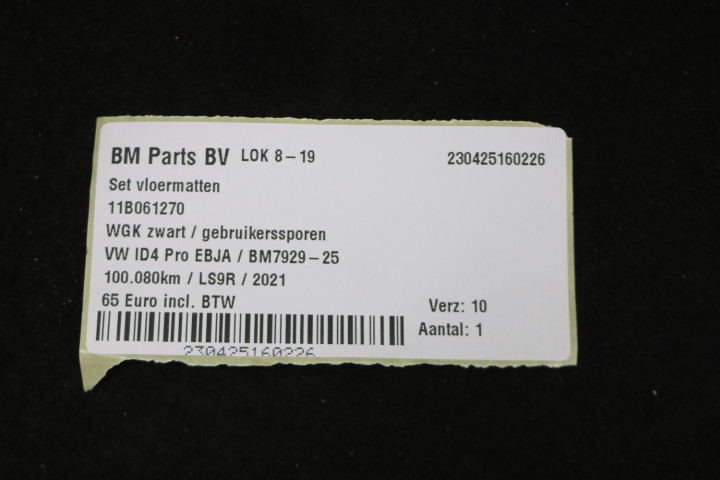 BM Parts BV LOK 8-19 230425160226
Set vloermatten
11B061270
WGK zwart / gebruikerssporen
VW ID4 Pro EBJA / BM7929-25
100.080km / LS9R / 2021
65 Euro incl. BTW Verz: 10
Aantal: 1
230425160226